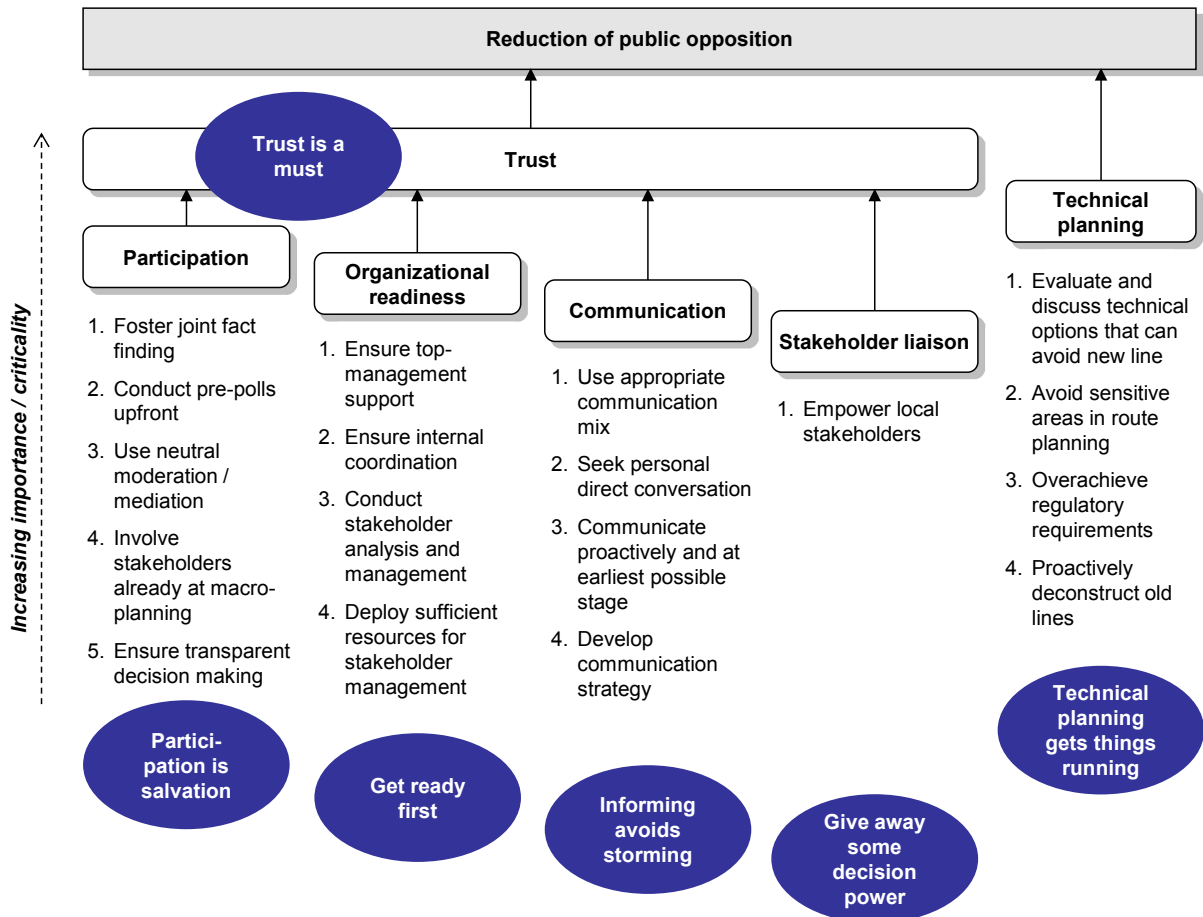 Reduction of public opposition
Trust is a
must
Trust
Increasing importance / criticality
Participation
1. Foster joint fact
finding
2. Conduct pre-polls
upfront
3. Use neutral
moderation /
mediation
4. Involve
stakeholders
already at macro-
planning
5. Ensure transparent
decision making
Partici-
pation is
salvation
Organizational
readiness
1. Ensure top-
management
support
2. Ensure internal
coordination
3. Conduct
stakeholder
analysis and
management
4. Deploy sufficient
resources for
stakeholder
management
Get ready
first
Communication
1. Use appropriate
communication
mix
2. Seek personal
direct conversation
3. Communicate
proactively and at
earliest possible
stage
4. Develop
communication
strategy
Informing
avoids
storming
Stakeholder liaison
1. Empower local
stakeholders
Give away
some
decision
power
Technical
planning
1. Evaluate and
discuss technical
options that can
avoid new line
2. Avoid sensitive
areas in route
planning
3. Overachieve
regulatory
requirements
4. Proactively
deconstruct old
lines
Technical
planning
gets things
running